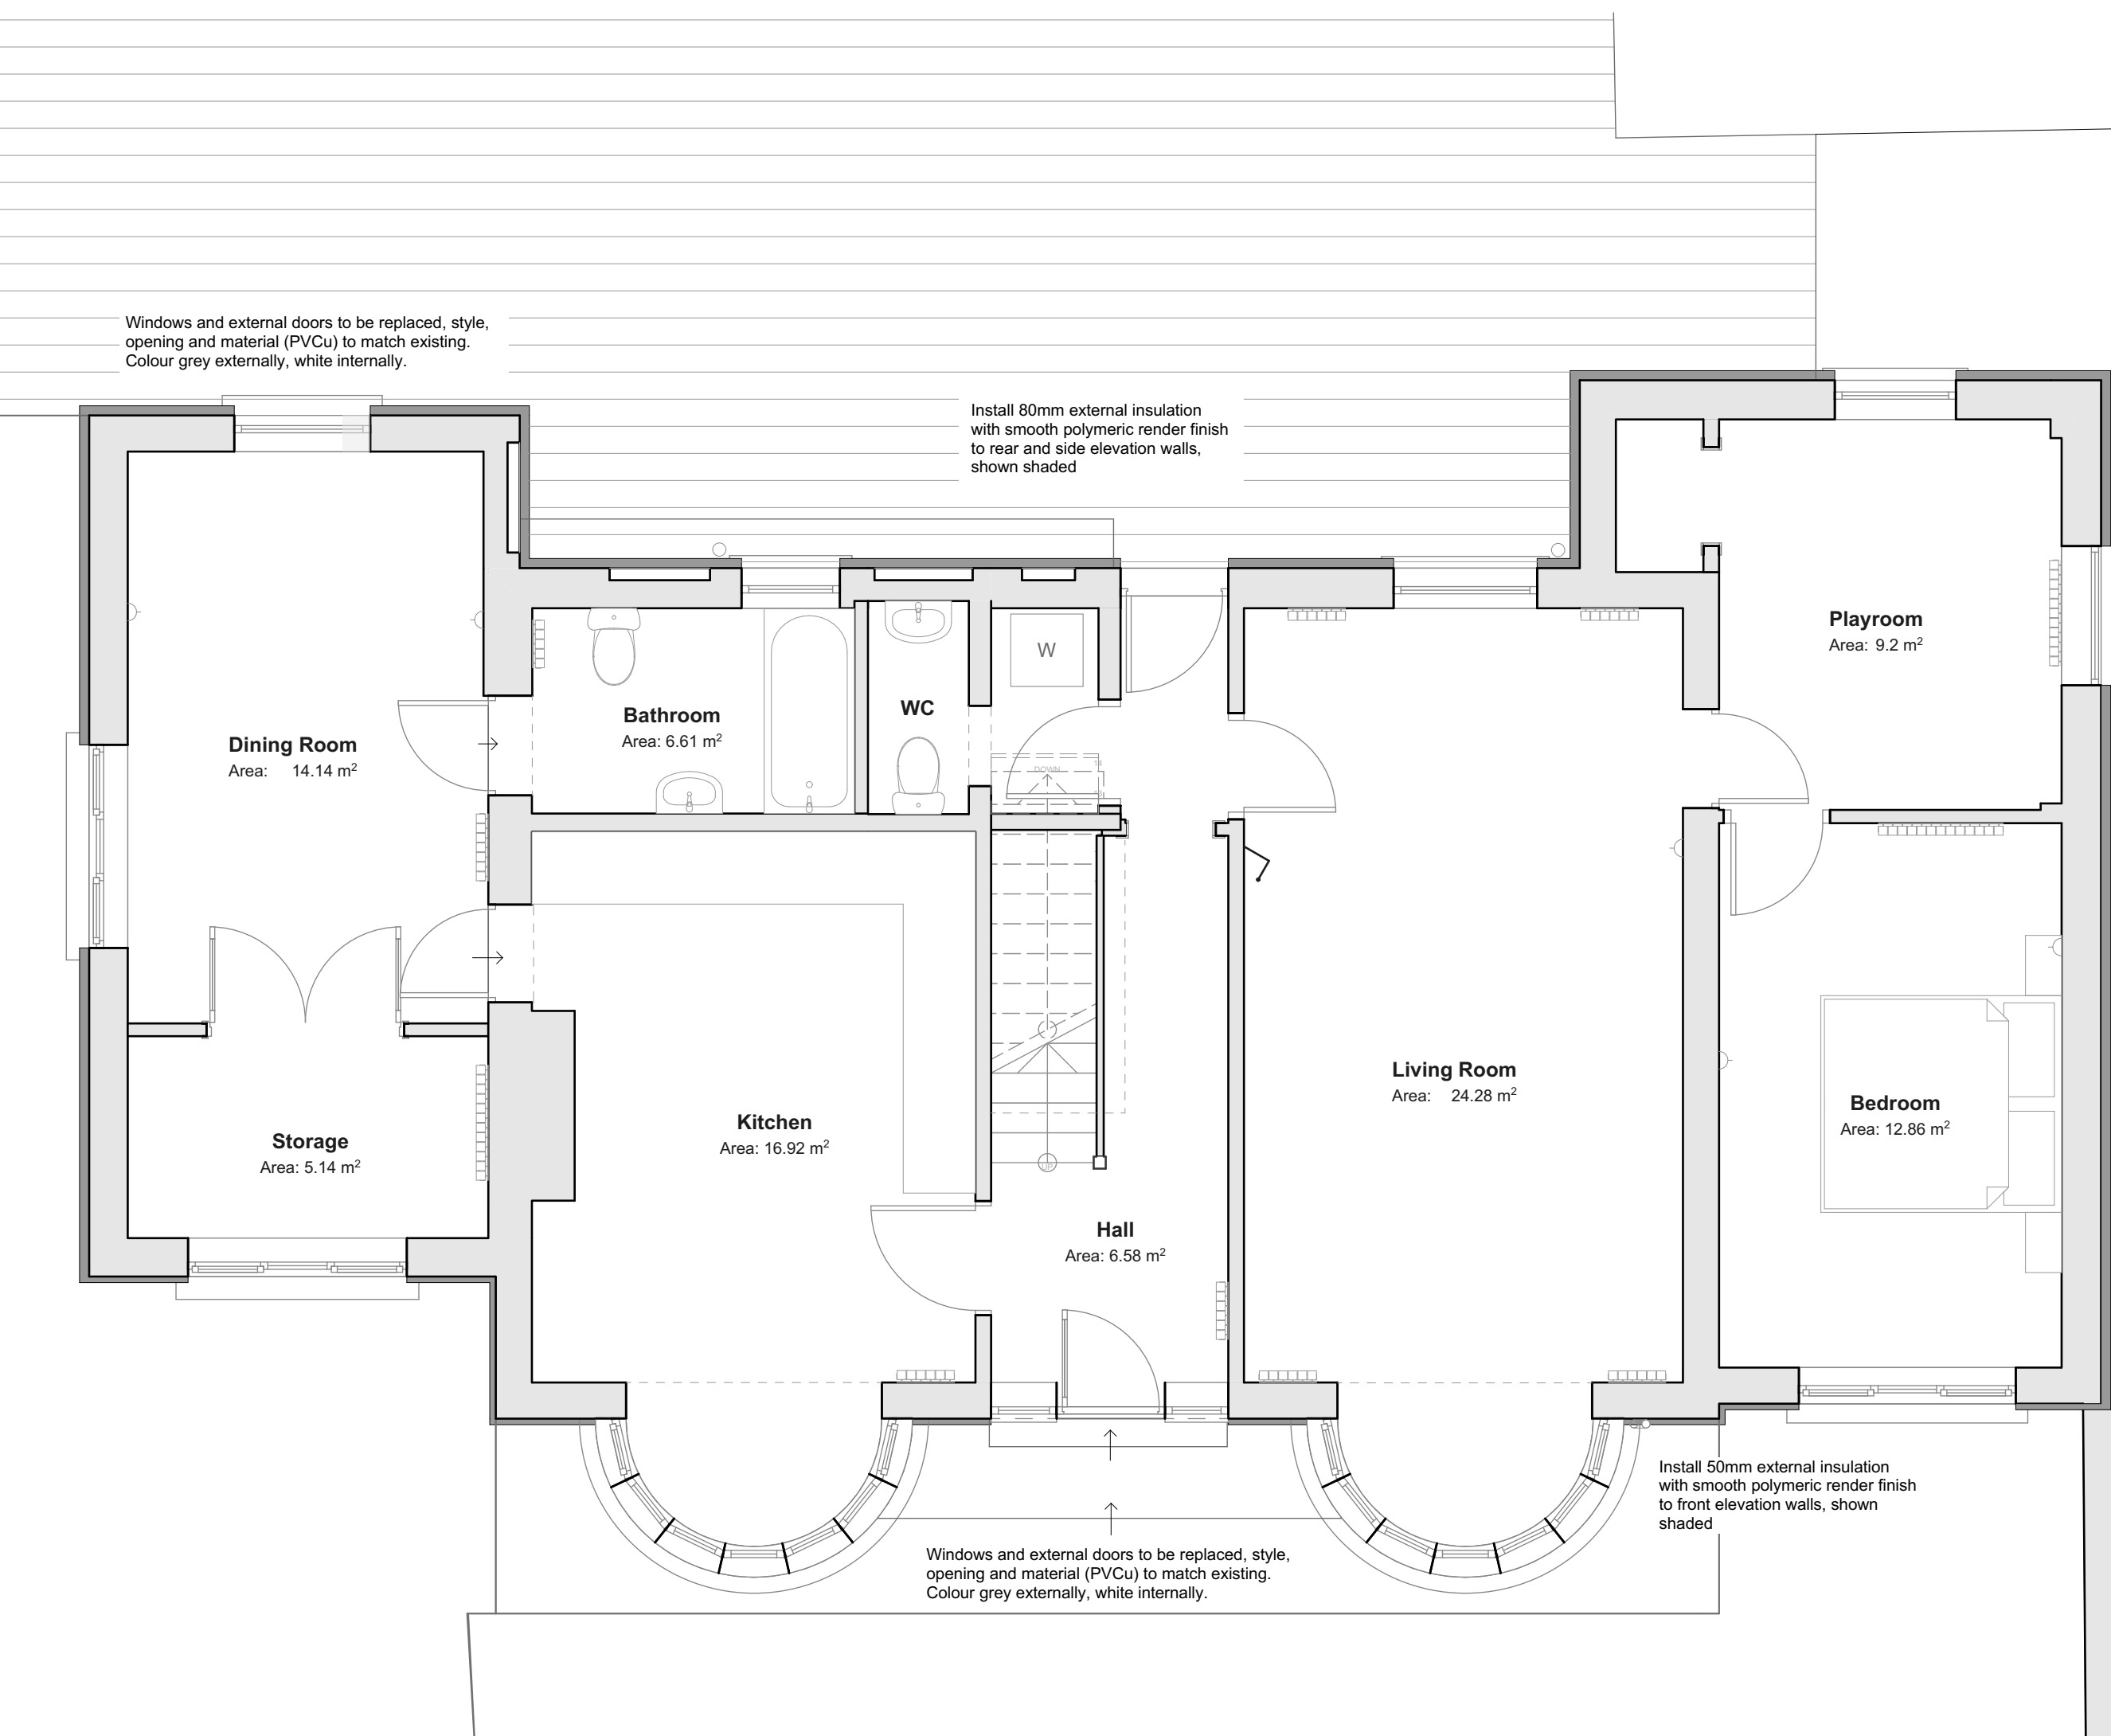 Windows and external doors to be replaced, style,
opening and material (PVCu) to match existing.
Colour grey externally, white internally.
Install 80mm external insulation
with smooth polymeric render finish
to rear and side elevation walls,
shown shaded
Playroom
Area: 9.2 m²
W
WC
Bathroom
Area: 6.61 m²
Dining Room
Area: 14.14 m²
DOWN
14
Living Room
Area: 24.28 m²
Bedroom
Area: 12.86 m²
Kitchen
Area: 16.92 m²
Storage
Area: 5.14 m²
UP
Hall
Area: 6.58 m²
Install 50mm external insulation
with smooth polymeric render finish
to front elevation walls, shown
shaded
Windows and external doors to be replaced, style,
opening and material (PVCu) to match existing.
Colour grey externally, white internally.